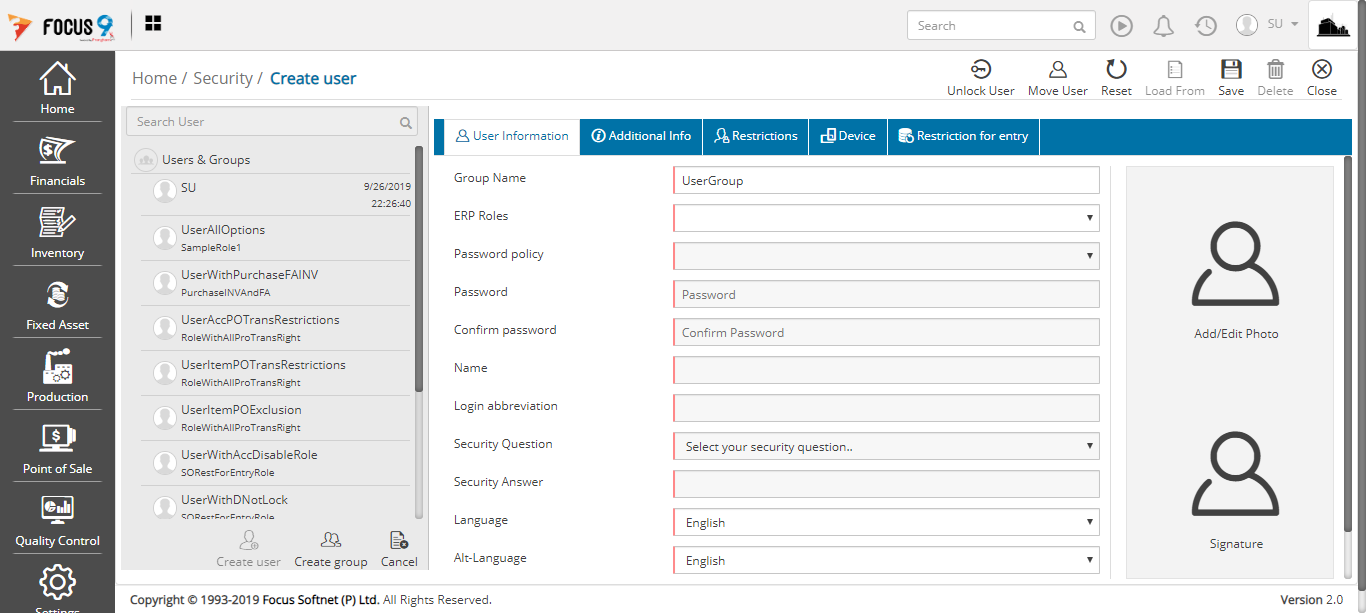 FOCUS 9
Search
SU
Home / Security / Create user
Unlock User
Move User
Reset
Load From
Save
Delete
Close
Home
Financials
Inventory
Fixed Asset
Production
Point of Sale
Quality Control
Settings
Search User
Users & Groups
SU
9/26/2019
22:26:40
UserAllOptions
SampleRole1
UserWithPurchaseFAINV
PurchaseINVAndFA
UserAccPOTransRestrictions
RoleWithAllProTransRight
UserItemPOTransRestrictions
RoleWithAllProTransRight
UserItemPOExclusion
RoleWithAllProTransRight
UserWithAccDisableRole
SORestForEntryRole
UserWithDNotLock
SORestForEntryRole
Create user
Create group
Cancel
User Information
Additional Info
Restrictions
Device
Restriction for entry
Group Name
UserGroup
ERP Roles
Password policy
Password
Password
Confirm password
Confirm Password
Name
Login abbreviation
Security Question
Select your security question..
Security Answer
Language
English
Alt-Language
English
Add/Edit Photo
Signature
Copyright © 1993-2019 Focus Softnet (P) Ltd. All Rights Reserved.
Version 2.0